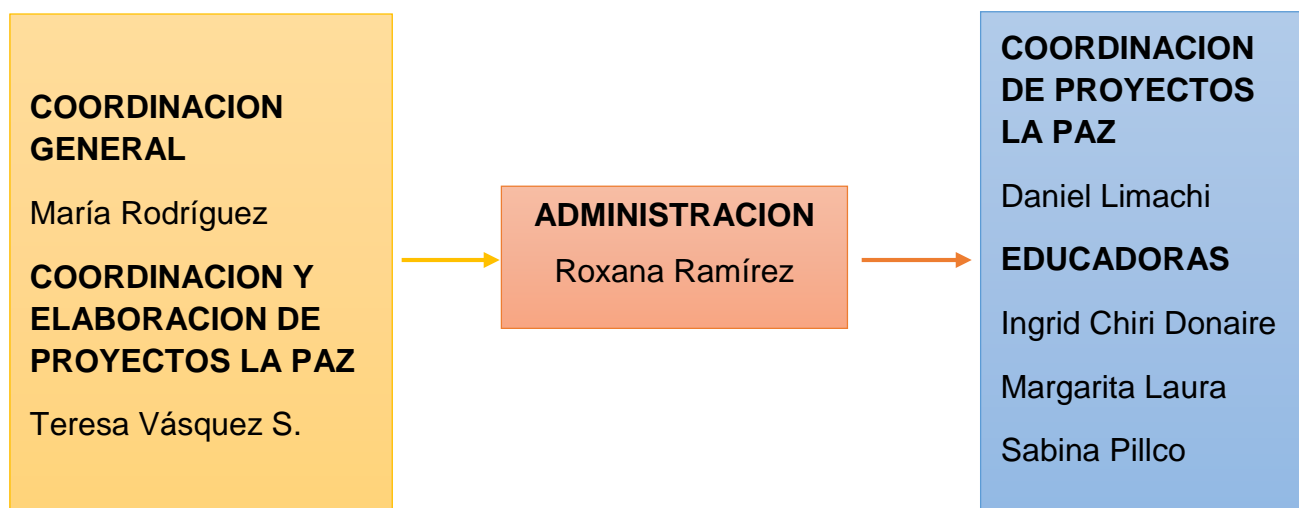 COORDINACION
GENERAL
María Rodríguez
COORDINACION Y
ELABORACION DE
PROYECTOS LA PAZ
Teresa Vásquez S.
ADMINISTRACION
Roxana Ramírez
COORDINACION
DE PROYECTOS
LA PAZ
Daniel Limachi
EDUCADORAS
Ingrid Chiri Donaire
Margarita Laura
Sabina Pillco